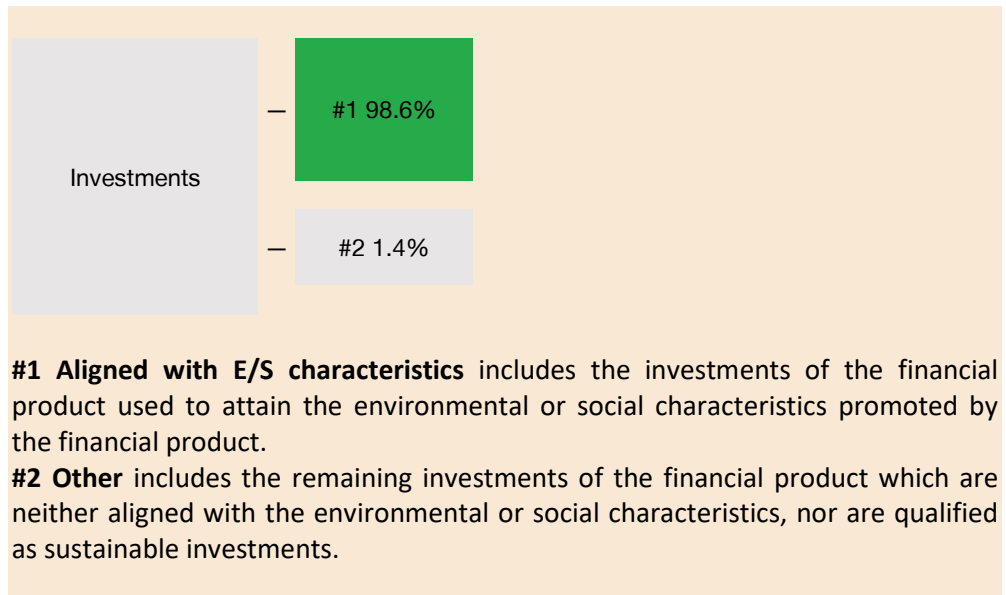 #1 98.6%
Investments
#2 1.4%
#1 Aligned with E/S characteristics includes the investments of the financial
product used to attain the environmental or social characteristics promoted by
the financial product.
#2 Other includes the remaining investments of the financial product which are
neither aligned with the environmental or social characteristics, nor are qualified
as sustainable investments.